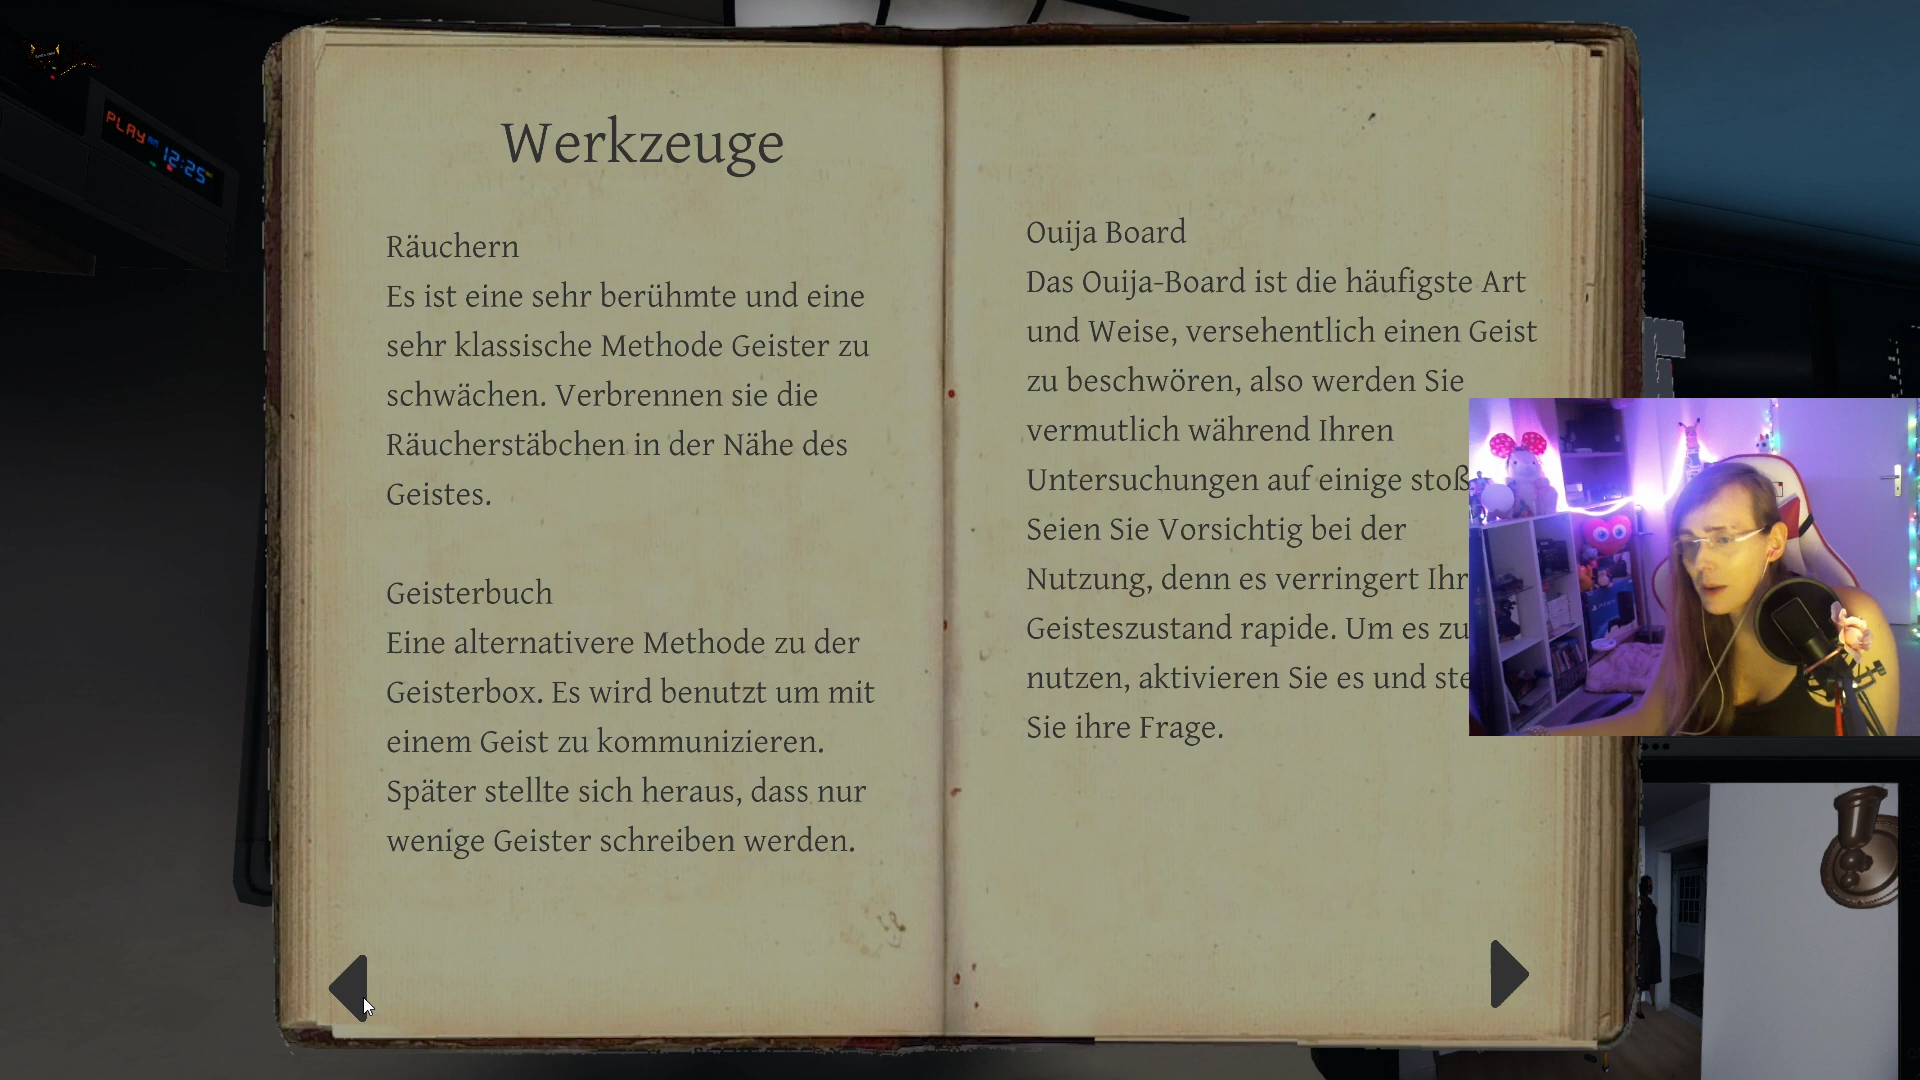 PLAY
12:25
Werkzeuge
Räuchern
Es ist eine sehr berühmte und eine
sehr klassische Methode Geister zu
schwächen. Verbrennen sie die
Räucherstäbchen in der Nähe des
Geistes.
Geisterbuch
Eine alternativere Methode zu der
Geisterbox. Es wird benutzt um mit
einem Geist zu kommunizieren.
Später stellte sich heraus, dass nur
wenige Geister schreiben werden.
Ouija Board
Das Ouija-Board ist die häufigste Art
und Weise, versehentlich einen Geist
zu beschwören, also werden Sie
vermutlich während Ihren
Untersuchungen auf einige
Seien Sie Vorsichtig bei der
Nutzung, denn es verringert
Geisteszustand rapide. Um es zu
nutzen, aktivieren Sie es und
Sie ihre Frage.